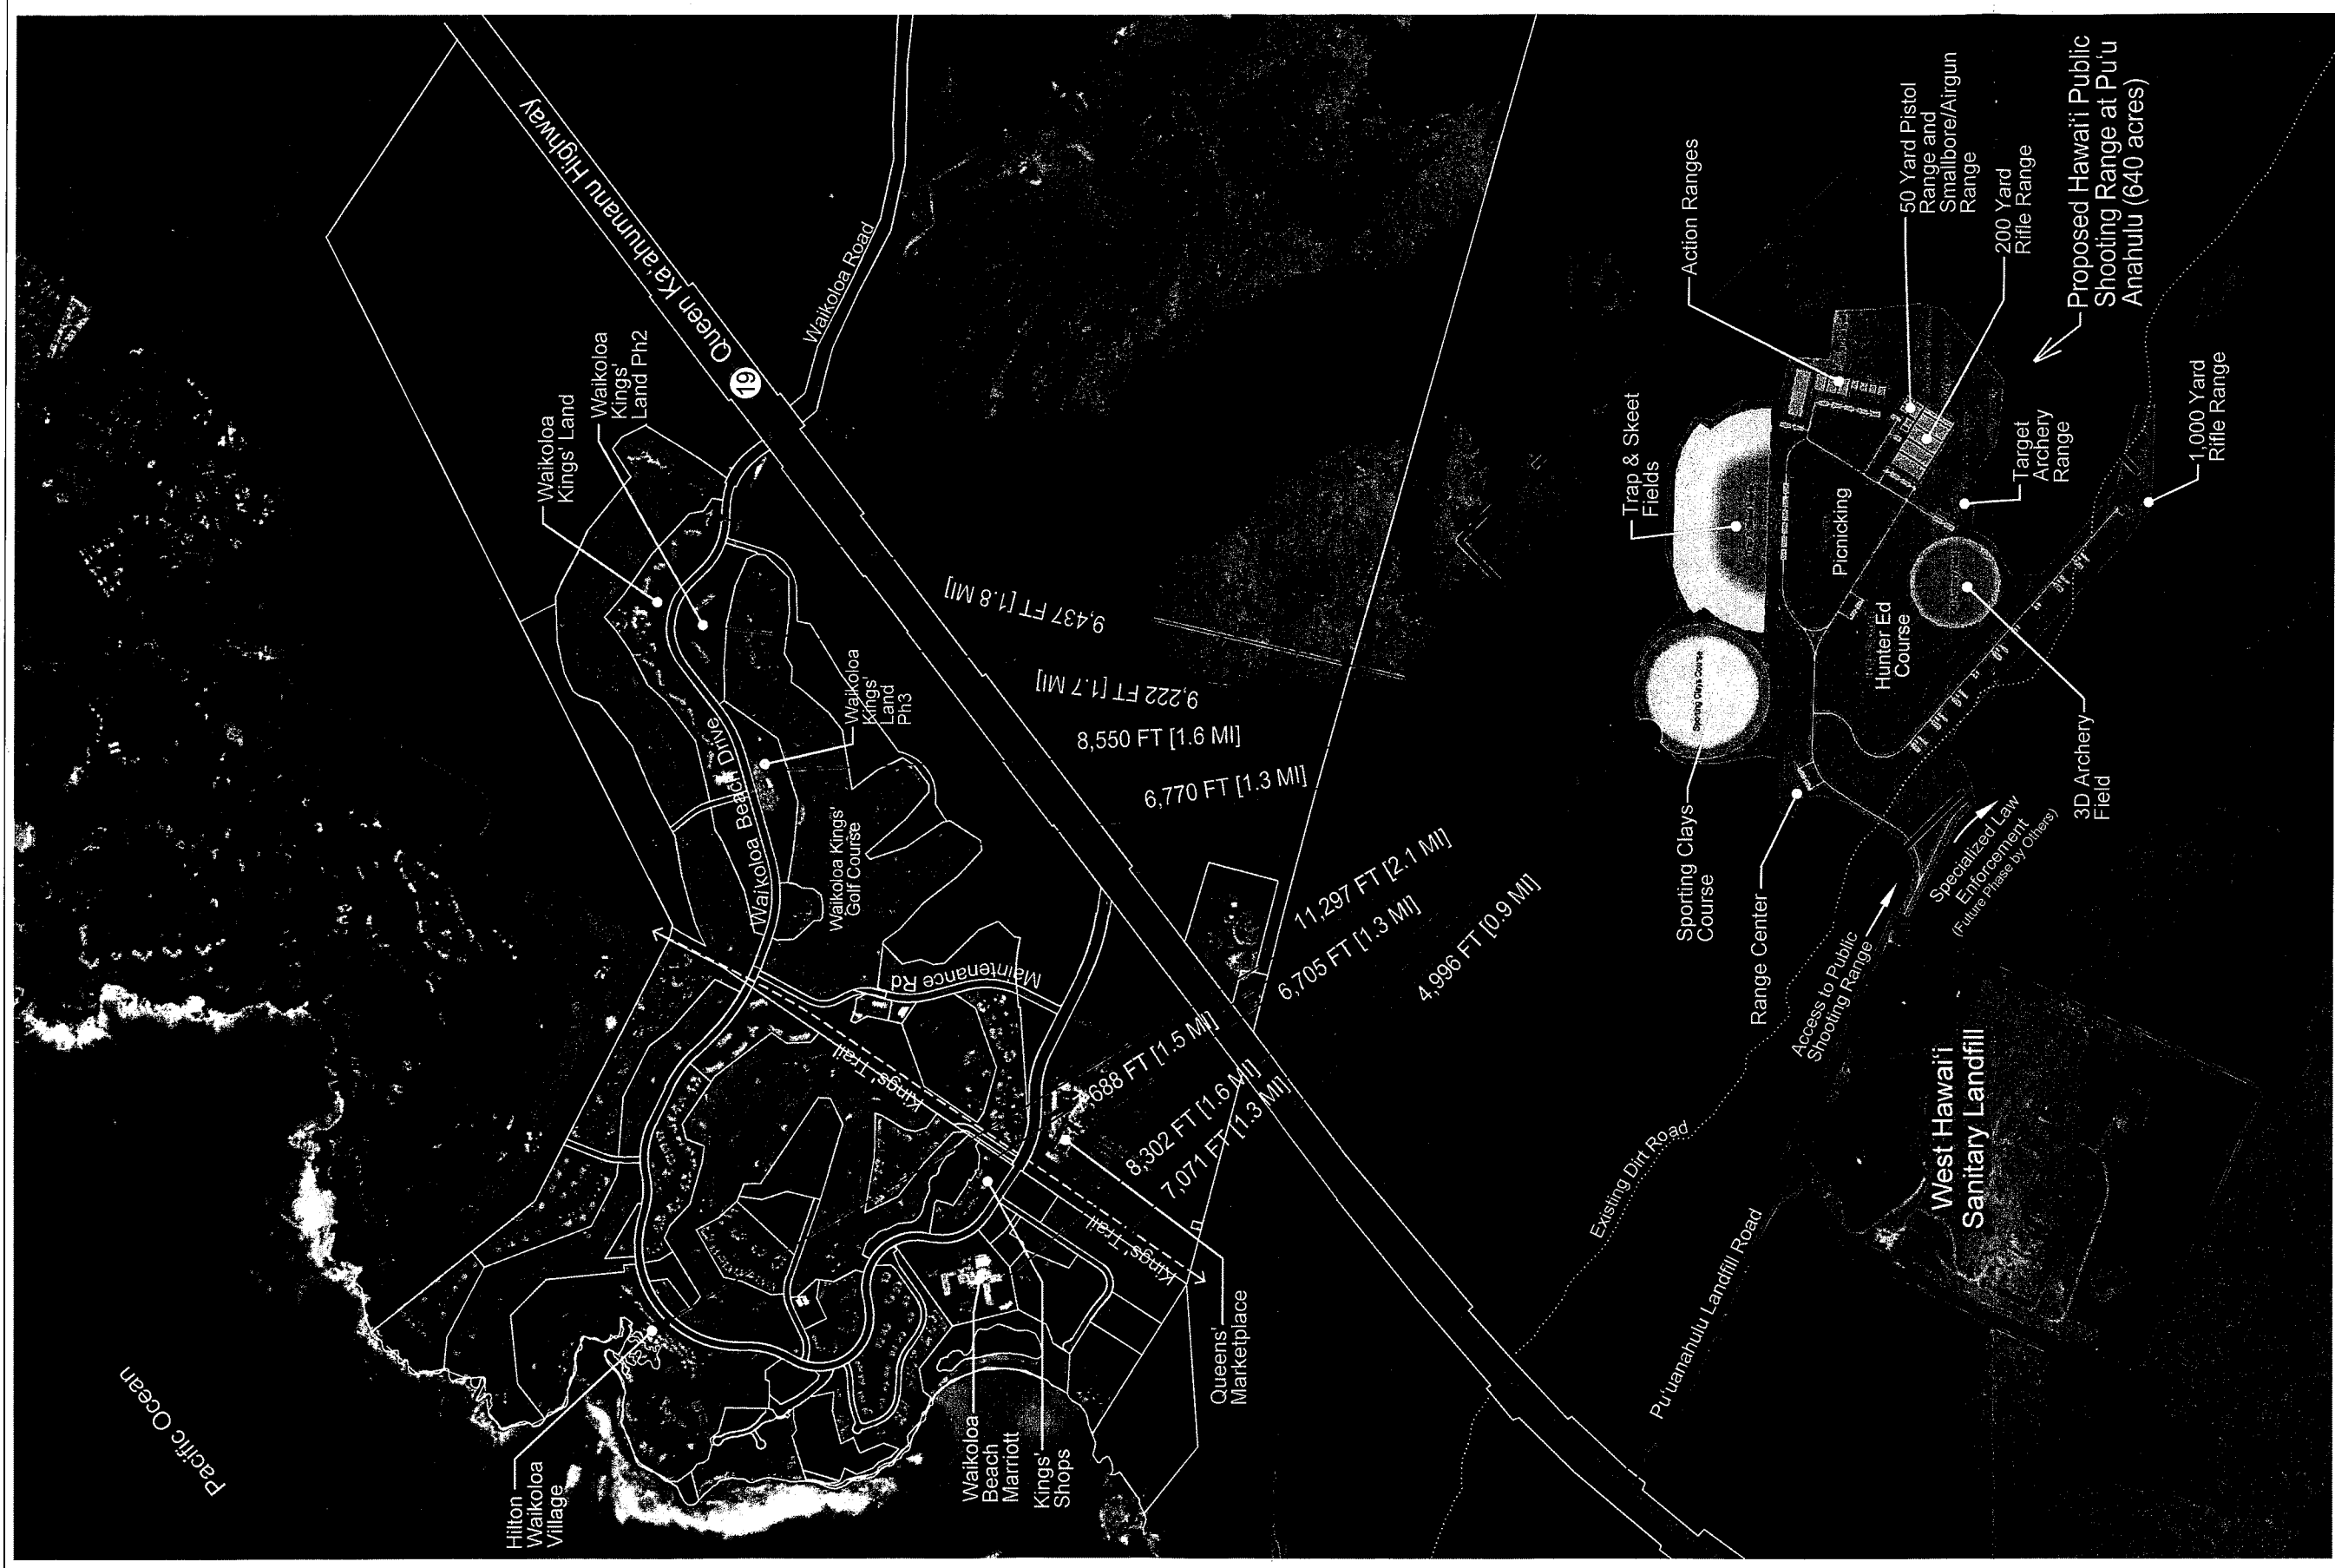 Pacific Ocean
Queen Ka'ahumanu Highway
19
Waikoloa Road
Waikoloa
Kings' Land
Waikoloa
Kings'
Land Ph2
Waikoloa
Kings'
Land
Ph3
Waikoloa Beach Drive
Waikoloa Kings'
Golf Course
Maintenance Rd
Kings' Trail
Kings' Trail
Hilton
Waikoloa
Village
Waikoloa
Beach
Marriott
Kings'
Shops
Queens'
Marketplace
9,437 FT [1.8 MI]
9,222 FT [1.7 MI]
8,550 FT [1.6 MI]
6,770 FT [1.3 MI]
11,297 FT [2.1 MI]
6,705 FT [1.3 MI]
4,996 FT [0.9 MI]
,688 FT [1.5 MI]
8,302 FT [1.6 MI]
7,071 FT [1.3 MI]
Action Ranges
50 Yard Pistol
Range and
Smallbore/Airgun
Range
200 Yard
Rifle Range
Proposed Hawai'i Public
Shooting Range at Pu'u
Anahulu (640 acres)
Trap & Skeet
Fields
Picnicking
Target
Archery
Range
1,000 Yard
Rifle Range
Sporting Clays Course
Hunter Ed
Course
3D Archery
Field
Sporting Clays
Course
Range Center
Specialized Law
Enforcement
(Future Phase by Others)
Access to Public
Shooting Range
West Hawai'i
Sanitary Landfill
Existing Dirt Road
Pu'uanahulu Landfill Road